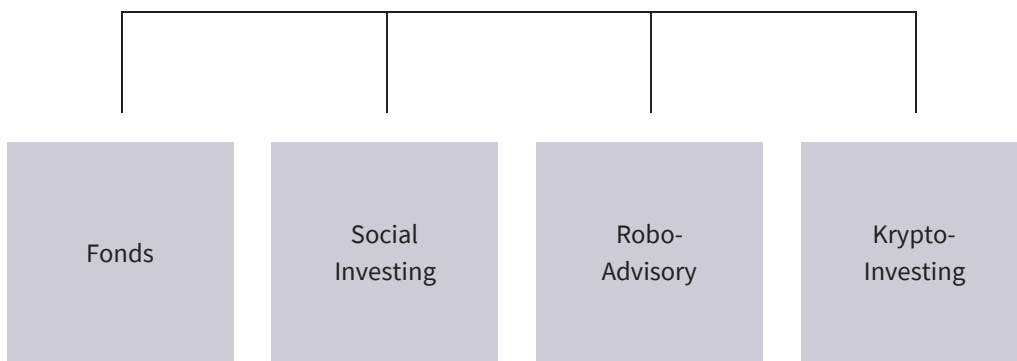 Fonds
Social
Investing
Robo-
Advisory
Krypto-
Investing